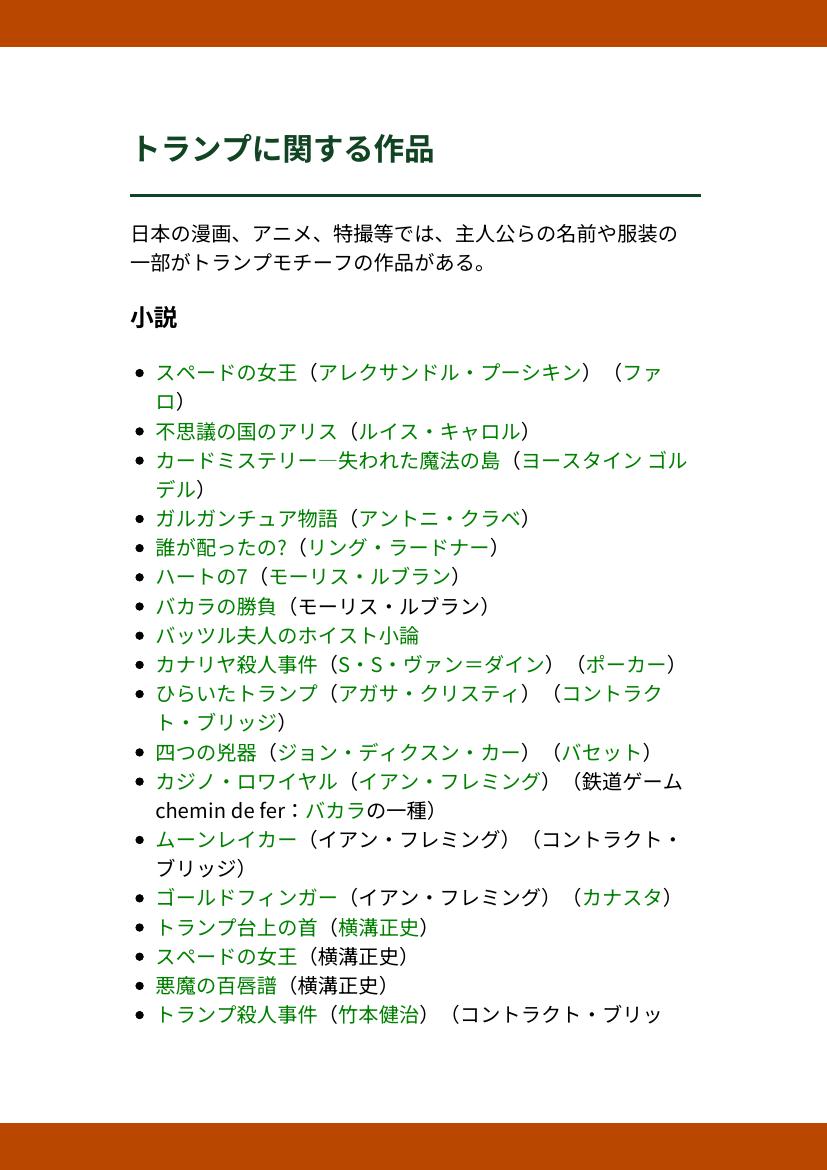 トランプに関する作品
日本の漫画、アニメ、特撮等では、主人公らの名前や服装の
一部がトランプモチーフの作品がある。
小説
• スペードの女王（アレクサンドル・プーシキン）（ファ
ロ）
• 不思議の国のアリス（ルイス・キャロル）
• カードミステリー―失われた魔法の島（ヨースタイン ゴル
デル）
• ガルガンチュア物語（アントニ・クラベ）
• 誰が配ったの?（リング・ラードナー）
• ハートの7（モーリス・ルブラン）
• バカラの勝負（モーリス・ルブラン）
• バッツル夫人のホイスト小論
• カナリヤ殺人事件（S・S・ヴァン＝ダイン）（ポーカー）
• ひらいたトランプ（アガサ・クリスティ）（コントラク
ト・ブリッジ）
• 四つの兇器（ジョン・ディクスン・カー）（バセット）
• カジノ・ロワイヤル（イアン・フレミング）（鉄道ゲーム
chemin de fer：バカラの一種）
• ムーンレイカー（イアン・フレミング）（コントラクト・
ブリッジ）
• ゴールドフィンガー（イアン・フレミング）（カナスタ）
• トランプ台上の首（横溝正史）
• スペードの女王（横溝正史）
• 悪魔の百唇譜（横溝正史）
• トランプ殺人事件（竹本健治）（コントラクト・ブリッ